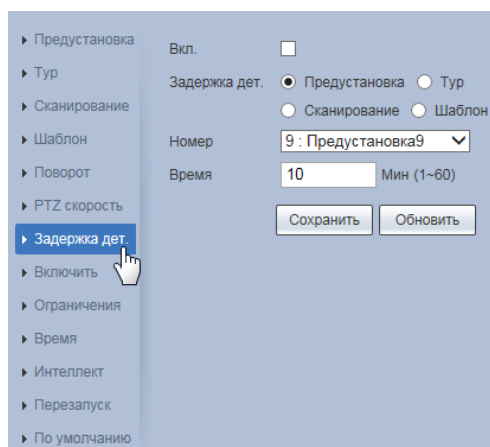 Предустановка
Тур
Сканирование
Шаблон
Поворот
PTZ скорость
Задержка дет.
Включить
Ограничения
Время
Интеллект
Перезапуск
По умолчанию
Вкл.
Задержка дет. Предустановка Тур
Сканирование Шаблон
Номер 9 : Предустановка9
Время 10 Мин (1~60)
Сохранить Обновить